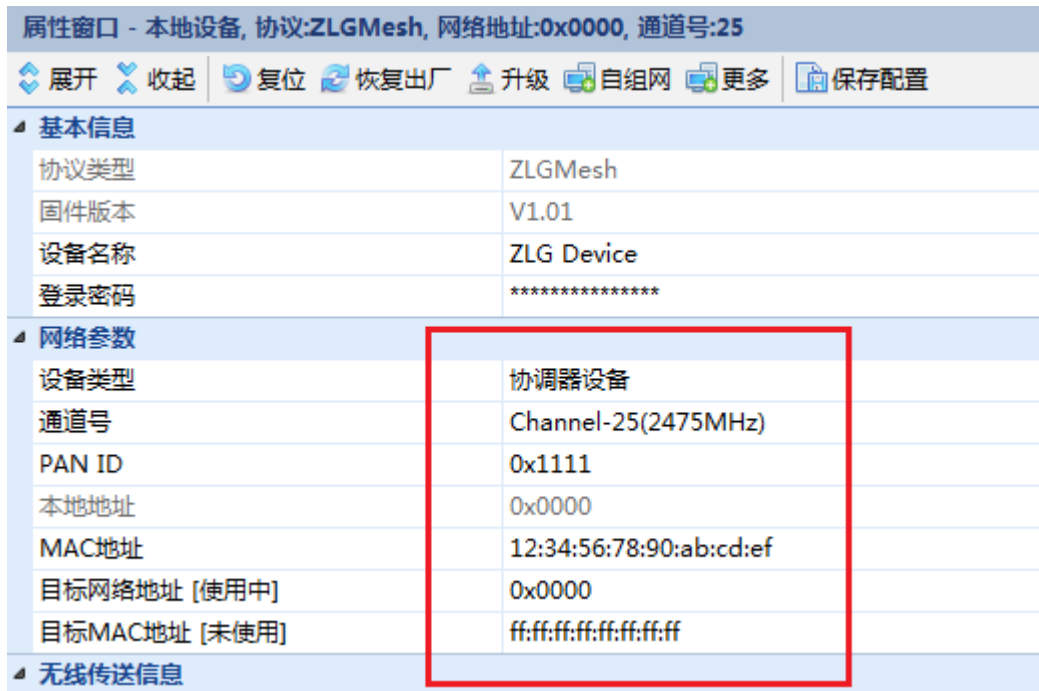 属性窗口 - 本地设备, 协议:ZLGMesh, 网络地址:0x0000, 通道号:25
展开 收起 复位 恢复出厂 升级 自组网 更多 保存配置
基本信息
协议类型 ZLGMesh
固件版本 V1.01
设备名称 ZLG Device
登录密码 ***************
网络参数
设备类型 协调器设备
通道号 Channel-25(2475MHz)
PAN ID 0x1111
本地地址 0x0000
MAC地址 12:34:56:78:90:ab:cd:ef
目标网络地址 [使用中] 0x0000
目标MAC地址 [未使用] ff:ff:ff:ff:ff:ff:ff:ff
无线传送信息